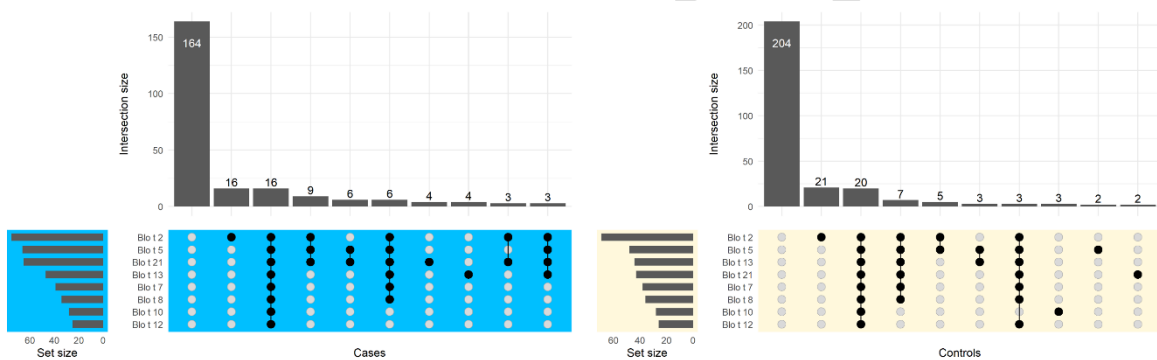 Intersection size
150
100
50
0
164
16
16
9
6
6
4
4
3
3
Blo t 2
Blo t 5
Blo t 21
Blo t 13
Blo t 7
Blo t 8
Blo t 10
Blo t 12
60
40
20
0
Set size
Cases
Intersection size
200
150
100
50
0
204
21
20
7
5
3
3
3
2
2
Blo t 2
Blo t 5
Blo t 13
Blo t 21
Blo t 7
Blo t 8
Blo t 10
Blo t 12
60
40
20
0
Set size
Controls